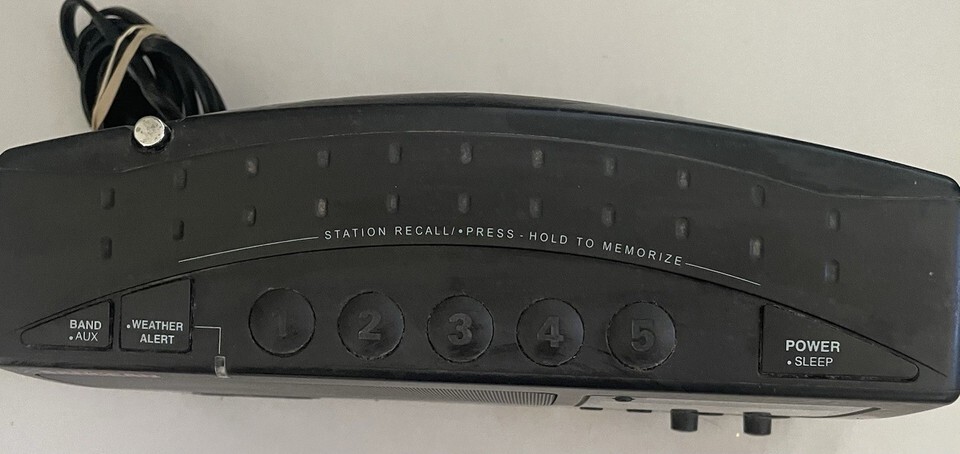 STATION RECALL/•PRESS - HOLD TO MEMORIZE
BAND
•AUX
•WEATHER
ALERT
1 2 3 4 5
POWER
•SLEEP